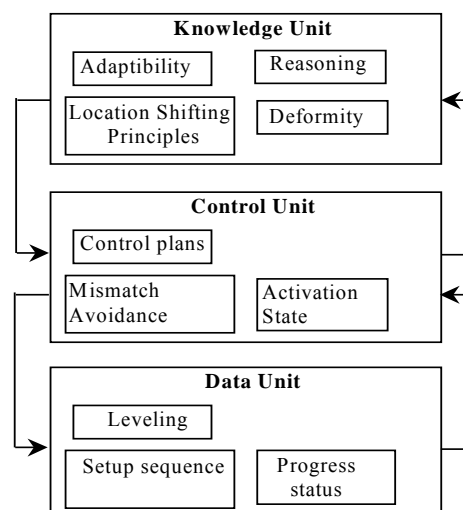 Knowledge Unit
Adaptibility
Reasoning
Location Shifting
Principles
Deformity
Control Unit
Control plans
Mismatch
Avoidance
Activation
State
Data Unit
Leveling
Setup sequence
Progress
status